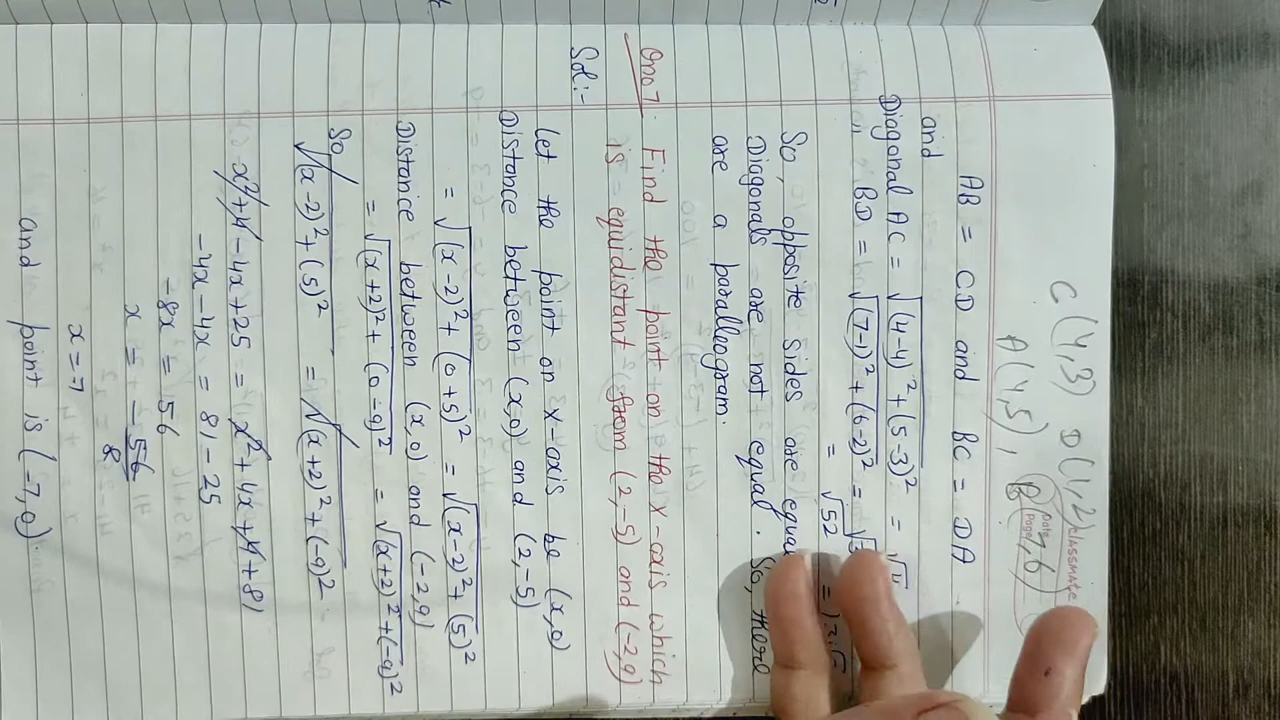 classmate
Date
Page
C(4,3) D(1,2)
A(4,5), B(7,6)
AB = CD and BC = DA
and
Diagonal AC = √(4-4)² + (5-3)² = √4
" BD = √(7-1)² + (6-2)² =
= √52
So, opposite sides are equal
Diagonals are not equal. So, there
are a paralleogram.
Qno7. Find the point on the x-axis which
is equidistant from (2,-5) and (-2,9)
Sol:-
Let the point on x-axis be (x,0)
Distance between (x,0) and (2,-5)
= √(x-2)² + (0+5)² = √(x-2)² + (5)²
Distance between (x,0) and (-2,9)
= √(x+2)² + (0-9)² = √(x+2)² + (-9)²
So
√(x-2)² + (5)² = √(x+2)² + (-9)²
x² + 4 - 4x + 25 = x² + 4x + 4 + 81
-4x - 4x = 81 - 25
-8x = 56
x = - 56/8
x = 7
and point is (-7,0).